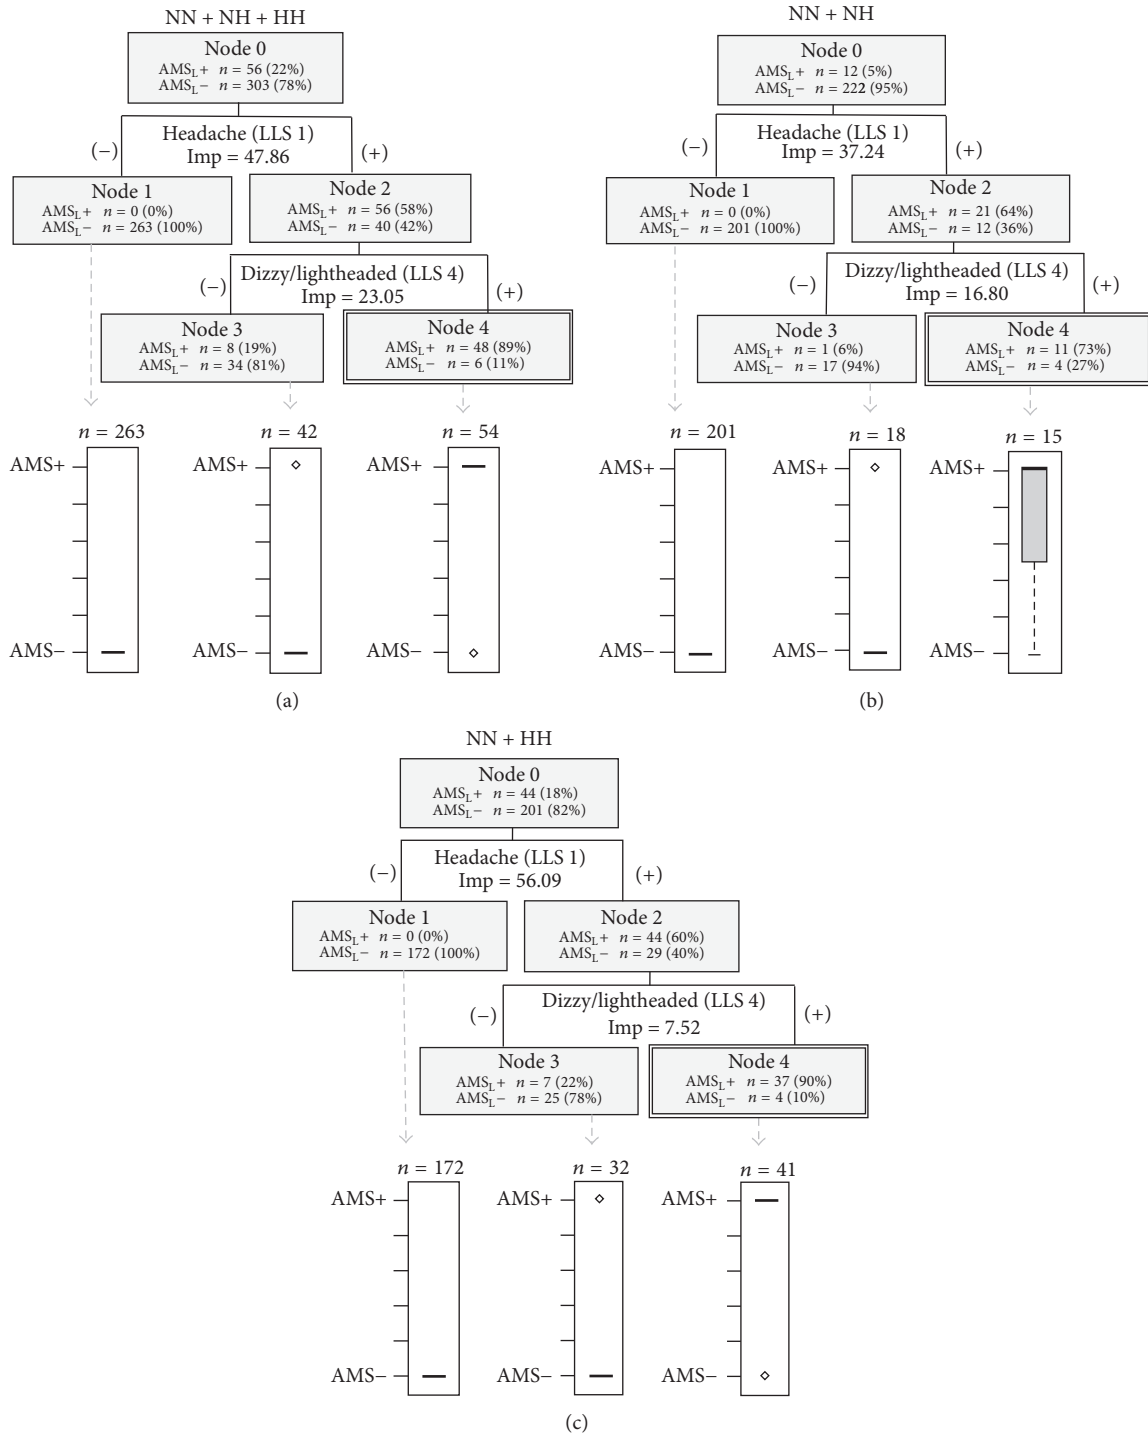 NN + NH + HH
Node 0
AMSL+ n = 56 (22%)
AMSL− n = 303 (78%)
Headache (LLS 1)
Imp = 47.86
(−)
(+)
Node 1
AMSL+ n = 0 (0%)
AMSL− n = 263 (100%)
Node 2
AMSL+ n = 56 (58%)
AMSL− n = 40 (42%)
Dizzy/lightheaded (LLS 4)
Imp = 23.05
(−)
(+)
Node 3
AMSL+ n = 8 (19%)
AMSL− n = 34 (81%)
Node 4
AMSL+ n = 48 (89%)
AMSL− n = 6 (11%)
n = 263
AMS+
AMS−
n = 42
AMS+
AMS−
n = 54
AMS+
AMS−
(a)
NN + NH
Node 0
AMSL+ n = 12 (5%)
AMSL− n = 222 (95%)
Headache (LLS 1)
Imp = 37.24
(−)
(+)
Node 1
AMSL+ n = 0 (0%)
AMSL− n = 201 (100%)
Node 2
AMSL+ n = 21 (64%)
AMSL− n = 12 (36%)
Dizzy/lightheaded (LLS 4)
Imp = 16.80
(−)
(+)
Node 3
AMSL+ n = 1 (6%)
AMSL− n = 17 (94%)
Node 4
AMSL+ n = 11 (73%)
AMSL− n = 4 (27%)
n = 201
AMS+
AMS−
n = 18
AMS+
AMS−
n = 15
AMS+
AMS−
(b)
NN + HH
Node 0
AMSL+ n = 44 (18%)
AMSL− n = 201 (82%)
Headache (LLS 1)
Imp = 56.09
(−)
(+)
Node 1
AMSL+ n = 0 (0%)
AMSL− n = 172 (100%)
Node 2
AMSL+ n = 44 (60%)
AMSL− n = 29 (40%)
Dizzy/lightheaded (LLS 4)
Imp = 7.52
(−)
(+)
Node 3
AMSL+ n = 7 (22%)
AMSL− n = 25 (78%)
Node 4
AMSL+ n = 37 (90%)
AMSL− n = 4 (10%)
n = 172
AMS+
AMS−
n = 32
AMS+
AMS−
n = 41
AMS+
AMS−
(c)